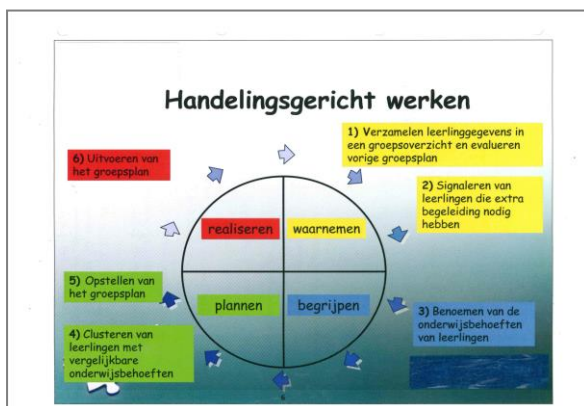 Handelingsgericht werken
1) Verzamelen leerlinggegevens in
een groepsoverzicht en evalueren
vorige groepsplan
2) Signaleren van
leerlingen die extra
begeleiding nodig
hebben
3) Benoemen van de
onderwijsbehoeften
van leerlingen
4) Clusteren van
leerlingen met
vergelijkbare
onderwijsbehoeften
5) Opstellen van
het groepsplan
6) Uitvoeren van
het groepsplan
realiseren
waarnemen
plannen
begrijpen